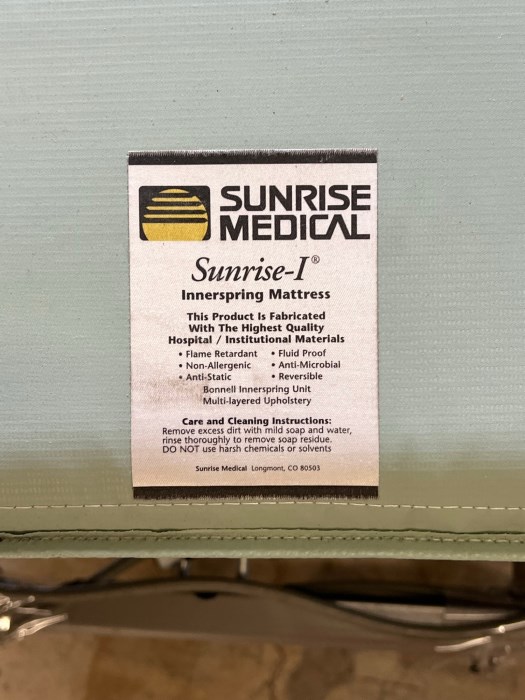 SUNRISE
MEDICAL
Sunrise-I®
Innerspring Mattress
This Product Is Fabricated
With The Highest Quality
Hospital / Institutional Materials
• Flame Retardant • Fluid Proof
• Non-Allergenic • Anti-Microbial
• Anti-Static • Reversible
Bonnell Innerspring Unit
Multi-layered Upholstery
Care and Cleaning Instructions:
Remove excess dirt with mild soap and water,
rinse thoroughly to remove soap residue.
DO NOT use harsh chemicals or solvents
Sunrise Medical Longmont, CO 80503